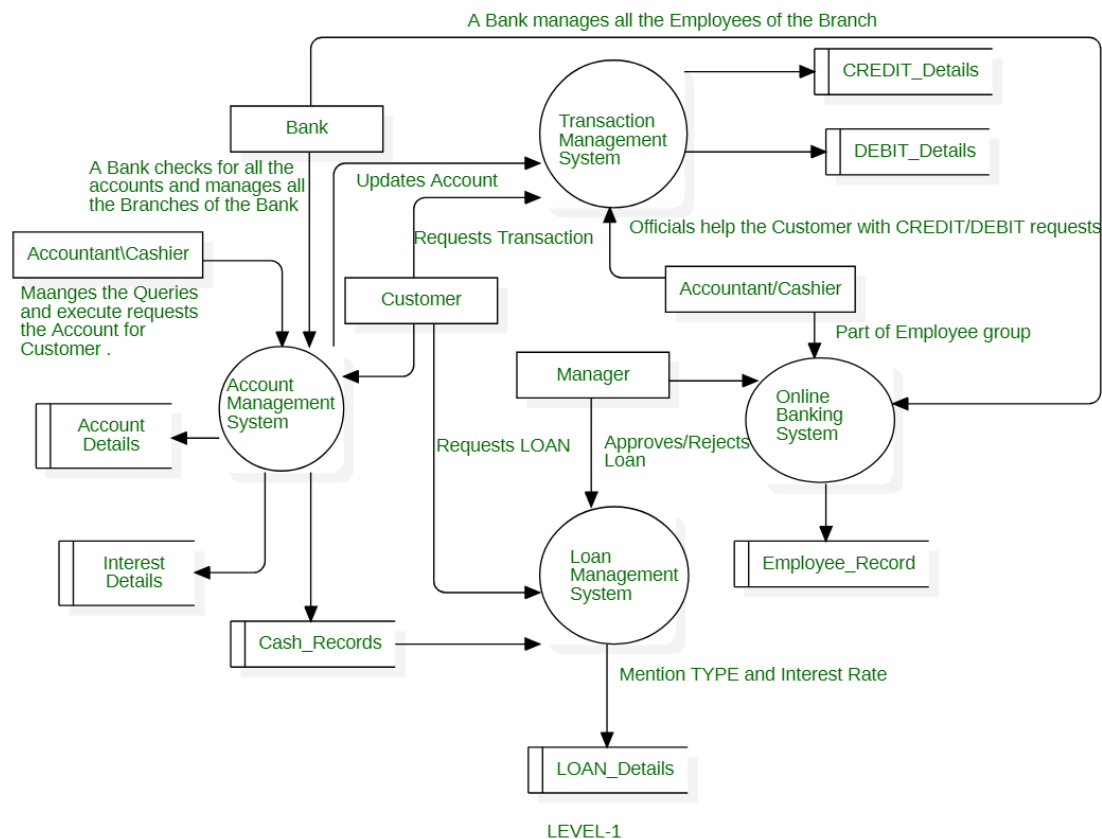 A Bank manages all the Employees of the Branch
CREDIT_Details
Bank
Transaction
Management
System
DEBIT_Details
A Bank checks for all the
accounts and manages all
the Branches of the Bank
Updates Account
Requests Transaction
Officials help the Customer with CREDIT/DEBIT requests
Accountant\Cashier
Maanges the Queries
and execute requests
the Account for
Customer .
Customer
Accountant/Cashier
Part of Employee group
Manager
Account
Management
System
Online
Banking
System
Account
Details
Requests LOAN
Approves/Rejects
Loan
Interest
Details
Loan
Management
System
Employee_Record
Cash_Records
Mention TYPE and Interest Rate
LOAN_Details
LEVEL-1